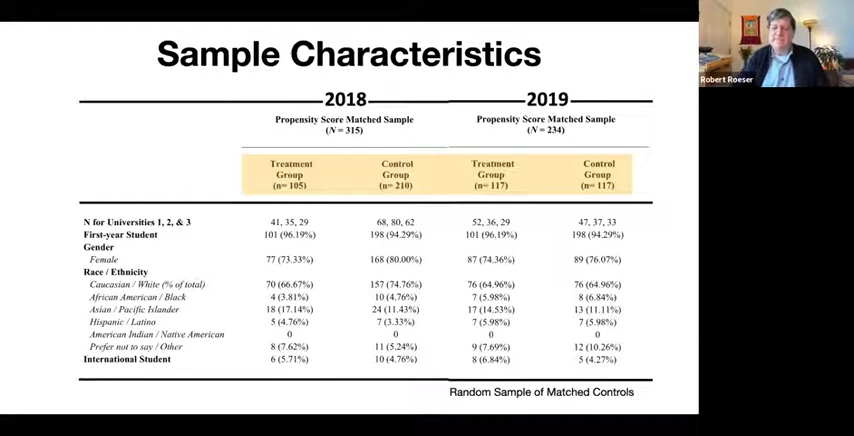 Sample Characteristics
Robert Roeser
2018 2019
Propensity Score Matched Sample Propensity Score Matched Sample
(N = 315) (N = 234)
Treatment Control Treatment Control
Group Group Group Group
(n= 105) (n= 210) (n= 117) (n= 117)
N for Universities 1, 2, & 3 41, 35, 29 68, 80, 62 52, 36, 29 47, 37, 33
First-year Student 101 (96.19%) 198 (94.29%) 101 (96.19%) 198 (94.29%)
Gender
Female 77 (73.33%) 168 (80.00%) 87 (74.36%) 89 (76.07%)
Race / Ethnicity
Caucasian / White (% of total) 70 (66.67%) 157 (74.76%) 76 (64.96%) 76 (64.96%)
African American / Black 4 (3.81%) 10 (4.76%) 7 (5.98%) 8 (6.84%)
Asian / Pacific Islander 18 (17.14%) 24 (11.43%) 17 (14.53%) 13 (11.11%)
Hispanic / Latino 5 (4.76%) 7 (3.33%) 7 (5.98%) 7 (5.98%)
American Indian / Native American 0 0 0 0
Prefer not to say / Other 8 (7.62%) 11 (5.24%) 9 (7.69%) 12 (10.26%)
International Student 6 (5.71%) 10 (4.76%) 8 (6.84%) 5 (4.27%)
Random Sample of Matched Controls